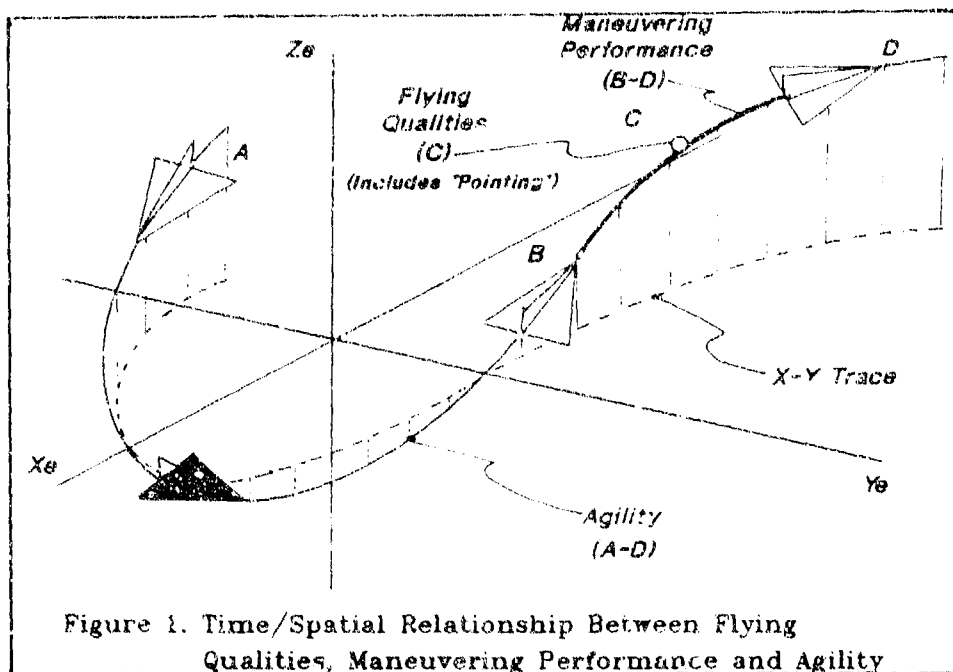 Ze
Maneuvering
Performance
(B-D)
D
Flying
Qualities
(C)
(Includes "Pointing")
C
A
B
X-Y Trace
Xe
Ye
Agility
(A-D)
Figure 1. Time/Spatial Relationship Between Flying
Qualities, Maneuvering Performance and Agility